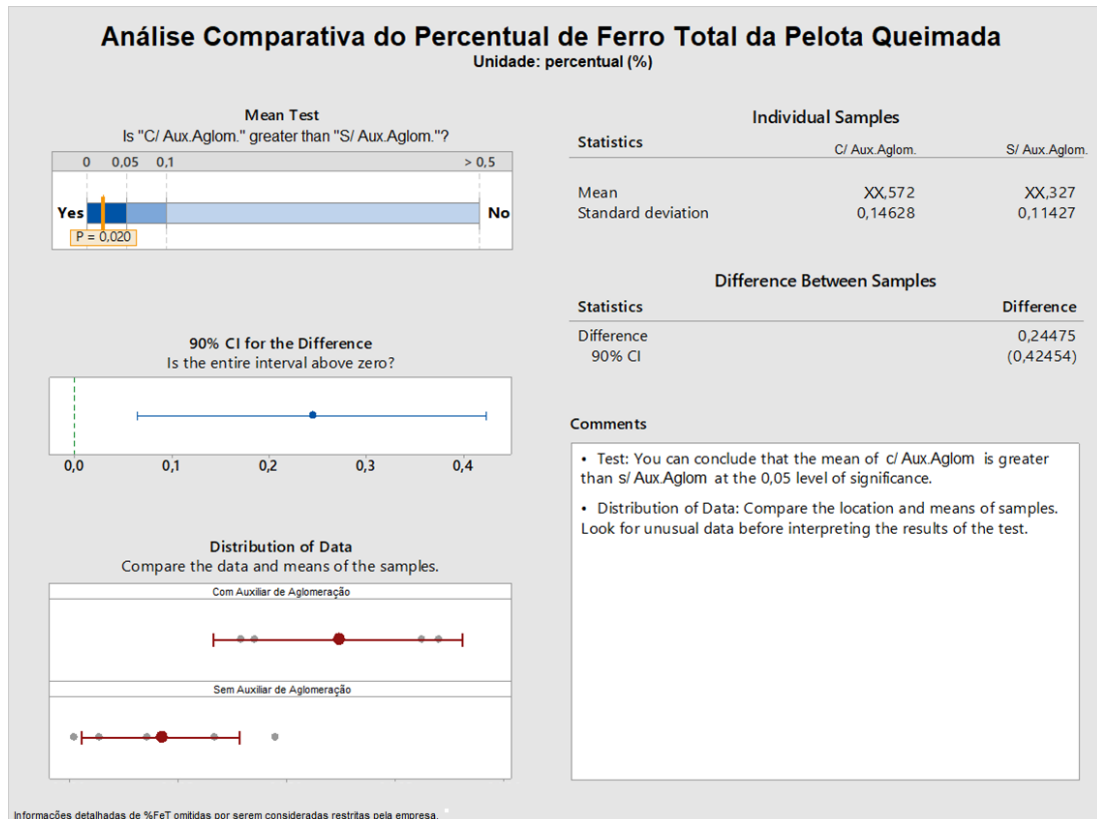 Análise Comparativa do Percentual de Ferro Total da Pelota Queimada
Unidade: percentual (%)
Mean Test
Is "C/ Aux.Aglom." greater than "S/ Aux.Aglom."?
0 0,05 0,1 > 0,5
Yes No
P = 0,020
90% CI for the Difference
Is the entire interval above zero?
0,0 0,1 0,2 0,3 0,4
Distribution of Data
Compare the data and means of the samples.
Com Auxiliar de Aglomeração
Sem Auxiliar de Aglomeração
Individual Samples
Statistics C/ Aux.Aglom. S/ Aux.Aglom.
Mean XX,572 XX,327
Standard deviation 0,14628 0,11427
Difference Between Samples
Statistics Difference
Difference 0,24475
90% CI (0,42454)
Comments
• Test: You can conclude that the mean of c/ Aux.Aglom is greater
than s/ Aux.Aglom at the 0,05 level of significance.
• Distribution of Data: Compare the location and means of samples.
Look for unusual data before interpreting the results of the test.
Informações detalhadas de %FeT omitidas por serem consideradas restritas pela empresa.